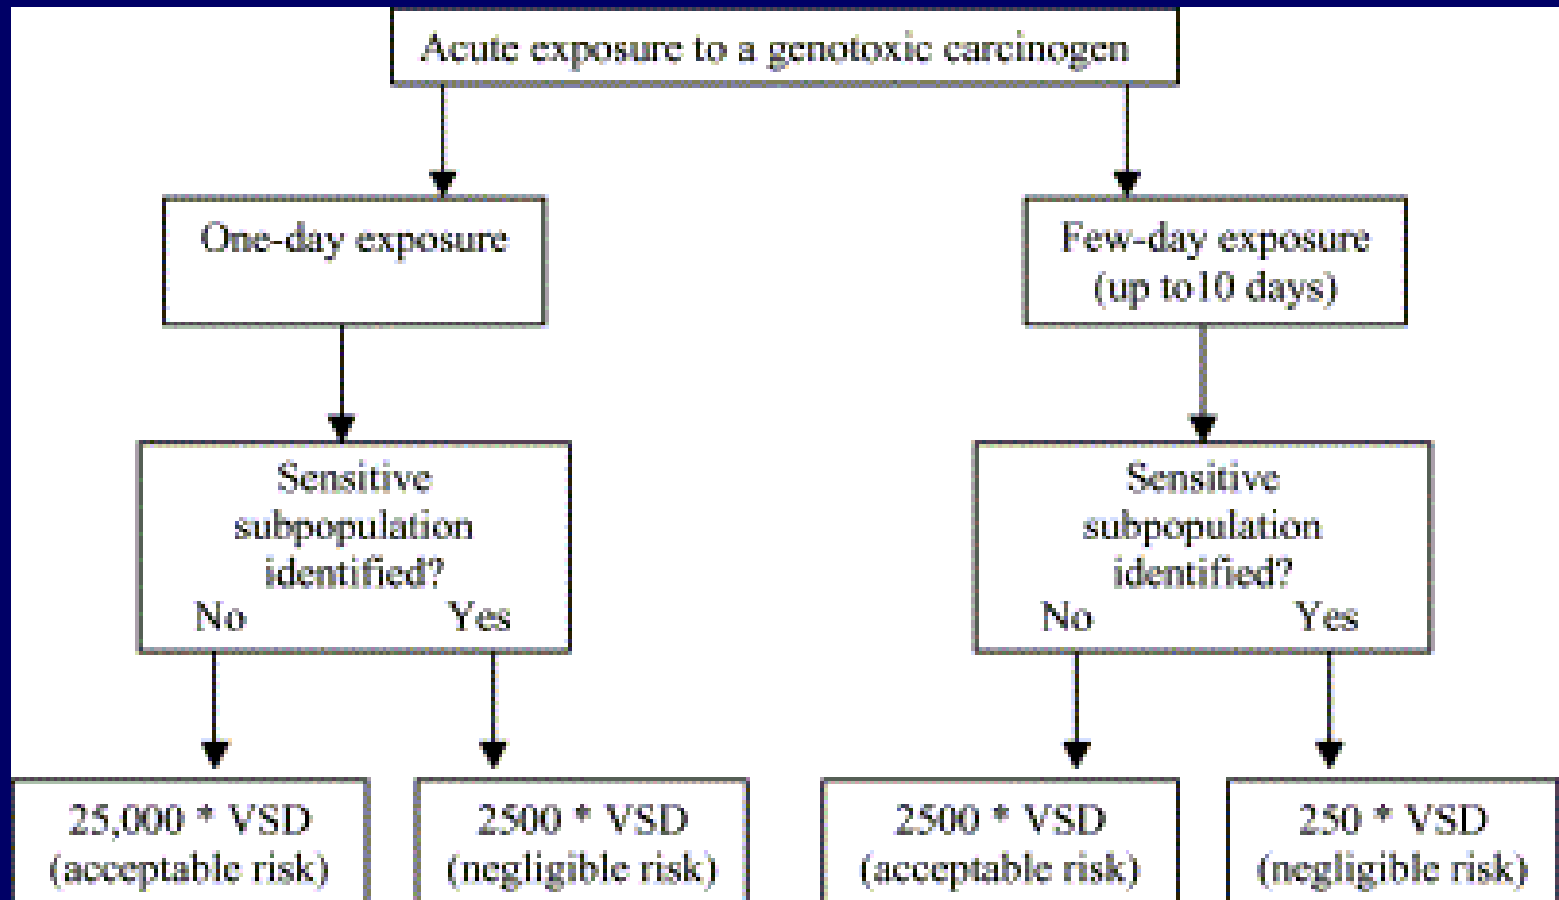 Acute exposure to a genotoxic carcinogen
One-day exposure
Few-day exposure
(up to10 days)
Sensitive
subpopulation
identified?
No Yes
Sensitive
subpopulation
identified?
No Yes
25,000 * VSD
(acceptable risk)
2500 * VSD
(negligible risk)
2500 * VSD
(acceptable risk)
250 * VSD
(negligible risk)